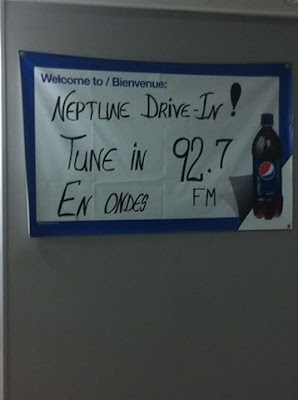 Welcome to / Bienvenue:
NEPTUNE DRIVE-IN!
TUNE IN 92.7
EN ONDES FM
pepsi